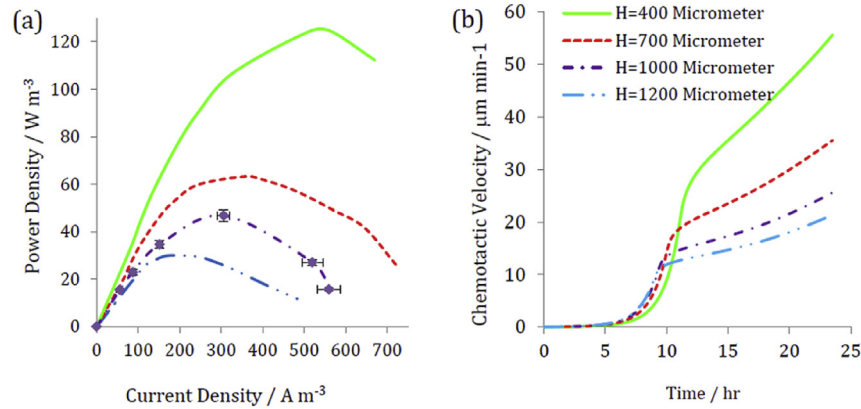 (a)
Power Density / W m-3
120
100
80
60
40
20
0
0 100 200 300 400 500 600 700
Current Density / A m-3
(b)
Chemotactic Velocity / µm min-1
60
50
40
30
20
10
0
H=400 Micrometer
H=700 Micrometer
H=1000 Micrometer
H=1200 Micrometer
0 5 10 15 20 25
Time / hr